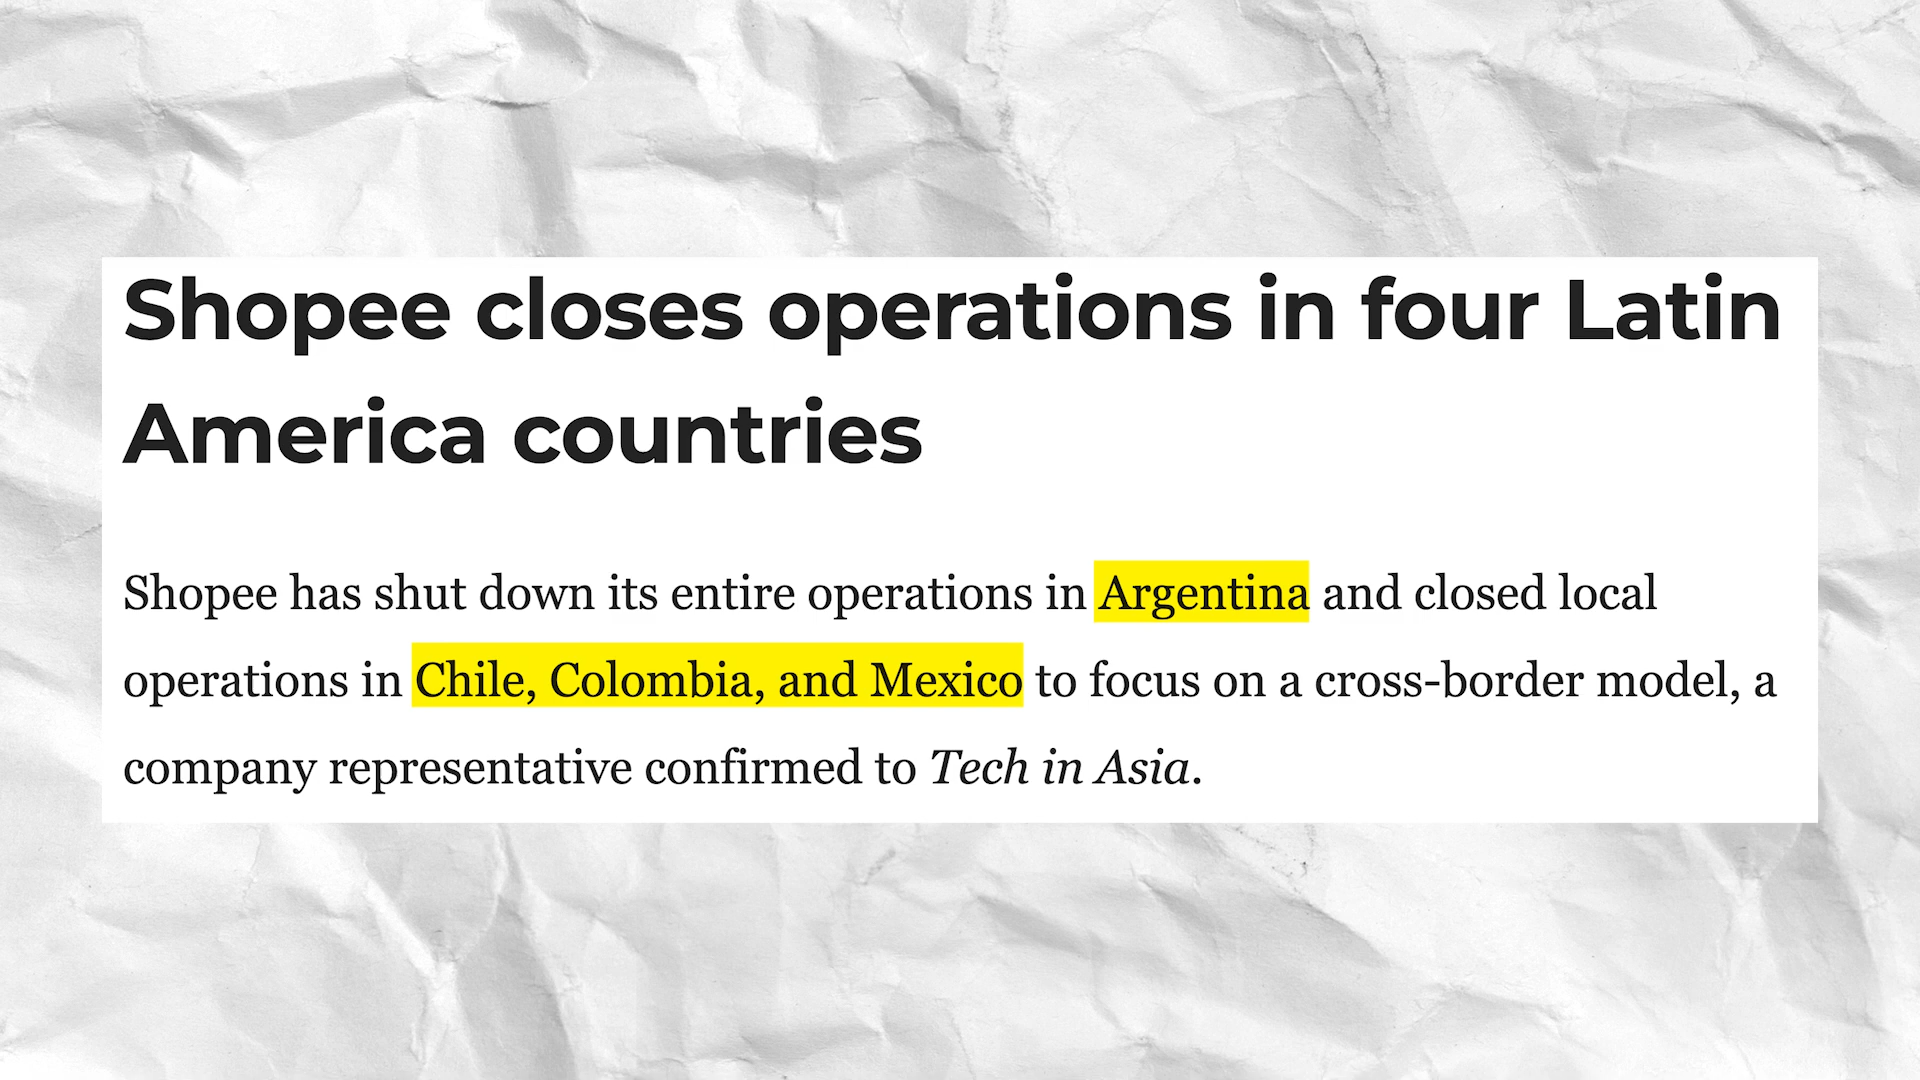 Shopee closes operations in four Latin
America countries
Shopee has shut down its entire operations in Argentina and closed local
operations in Chile, Colombia, and Mexico to focus on a cross-border model, a
company representative confirmed to Tech in Asia.